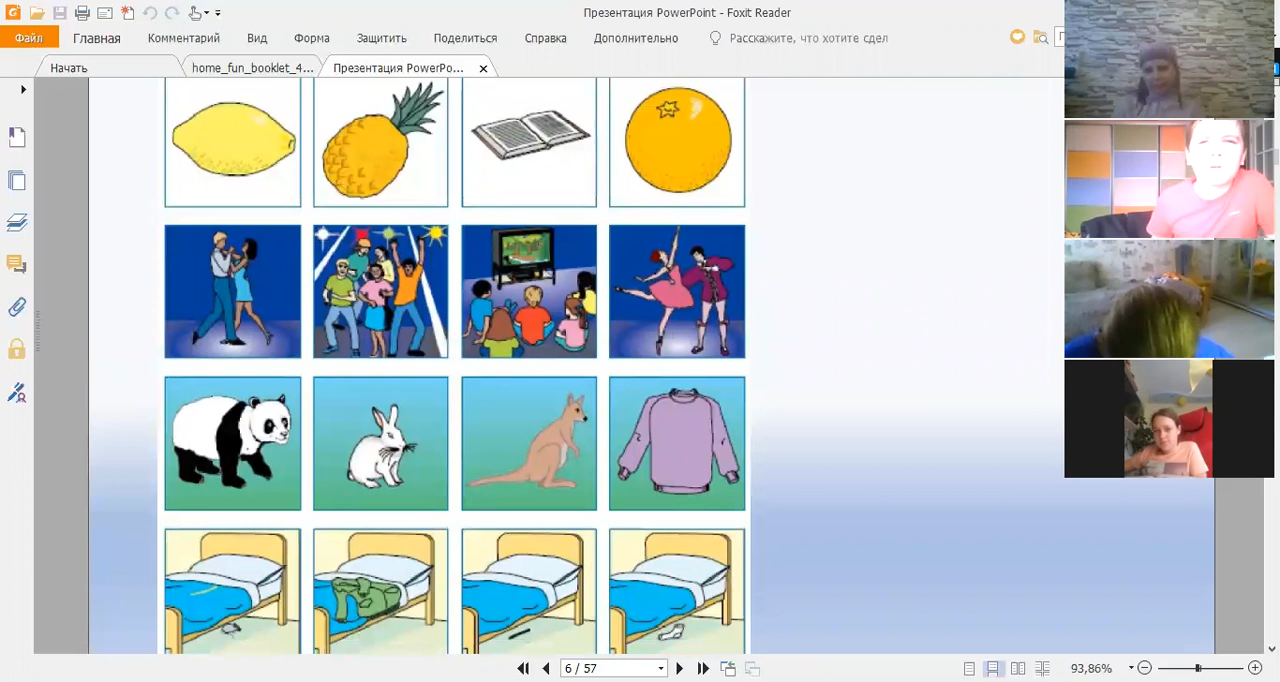 Презентация PowerPoint - Foxit Reader
Файл Главная Комментарий Вид Форма Защитить Поделиться Справка Дополнительно Расскажите, что хотите сделать
Начать home_fun_booklet_4... Презентация PowerPo...
6 / 57 93,86%